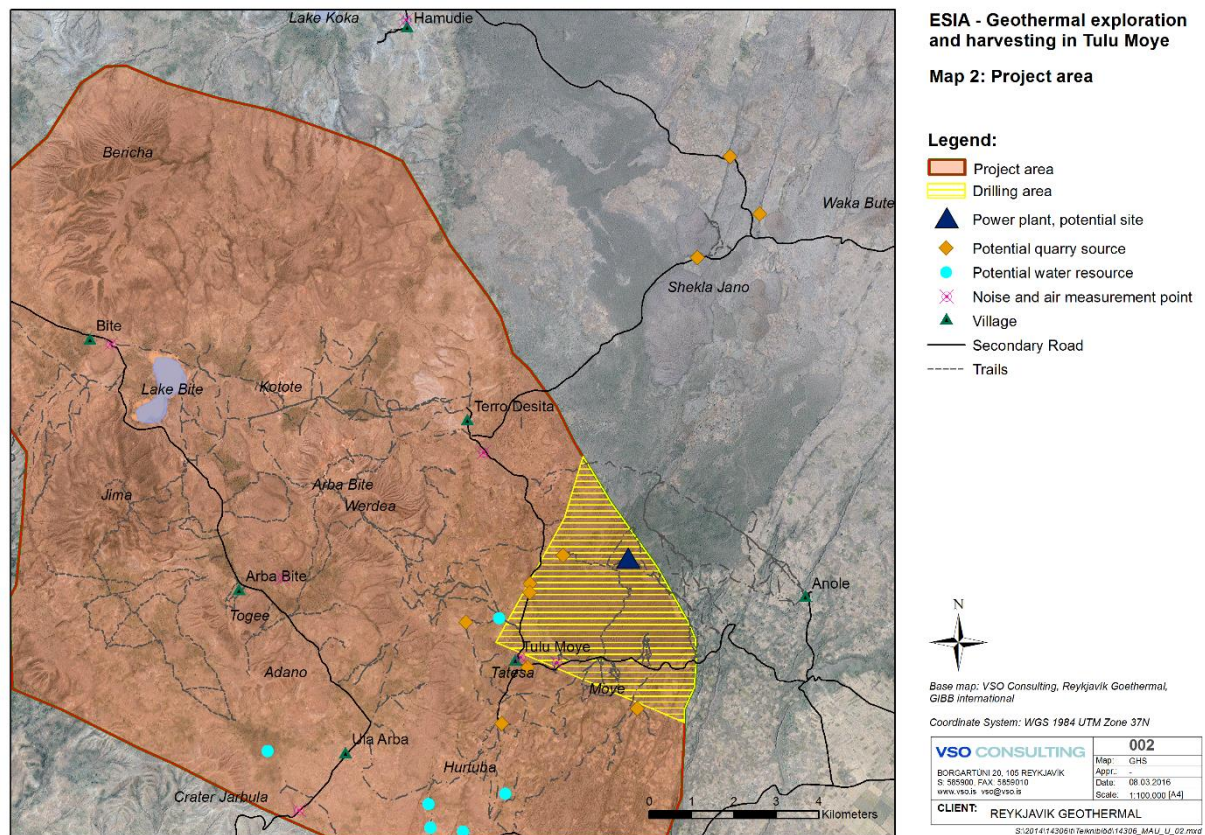 Lake Koka
Hamudie
Bericha
Waka Bute
Shekla Jano
Bite
Lake Bite
Kotote
Terro Desita
Jima
Arba Bite
Werdea
Arba Bite
Togee
Anole
Adano
Tulu Moye
Tatesa
Moye
Ula Arba
Hurtuba
Crater Jarbula
0 1 2 3 4
Kilometers
ESIA - Geothermal exploration
and harvesting in Tulu Moye
Map 2: Project area
Legend:
Project area
Drilling area
Power plant, potential site
Potential quarry source
Potential water resource
Noise and air measurement point
Village
Secondary Road
Trails
N
Base map: VSO Consulting, Reykjavik Goethermal,
GIBB international
Coordinate System: WGS 1984 UTM Zone 37N
VSO CONSULTING
BORGARTÚNI 20, 105 REYKJAVÍK
S: 585900, FAX: 5859010
www.vso.is vso@vso.is
002
Map: GHS
Appr.: -
Date: 08.03.2016
Scale: 1:100.000 [A4]
CLIENT: REYKJAVIK GEOTHERMAL